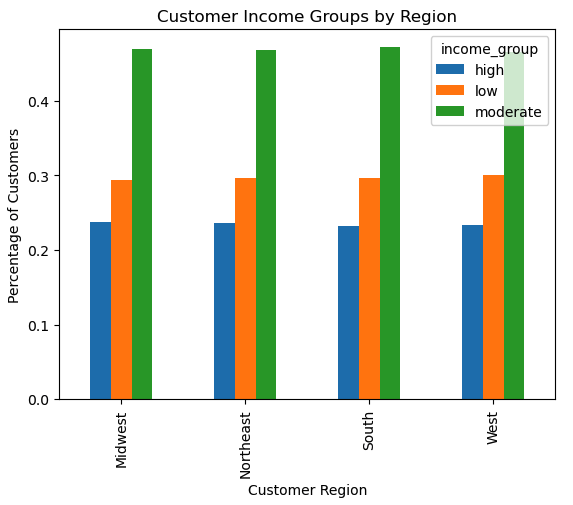 Customer Income Groups by Region
income_group
high
low
moderate
Percentage of Customers
0.4
0.3
0.2
0.1
0.0
Midwest
Northeast
South
West
Customer Region